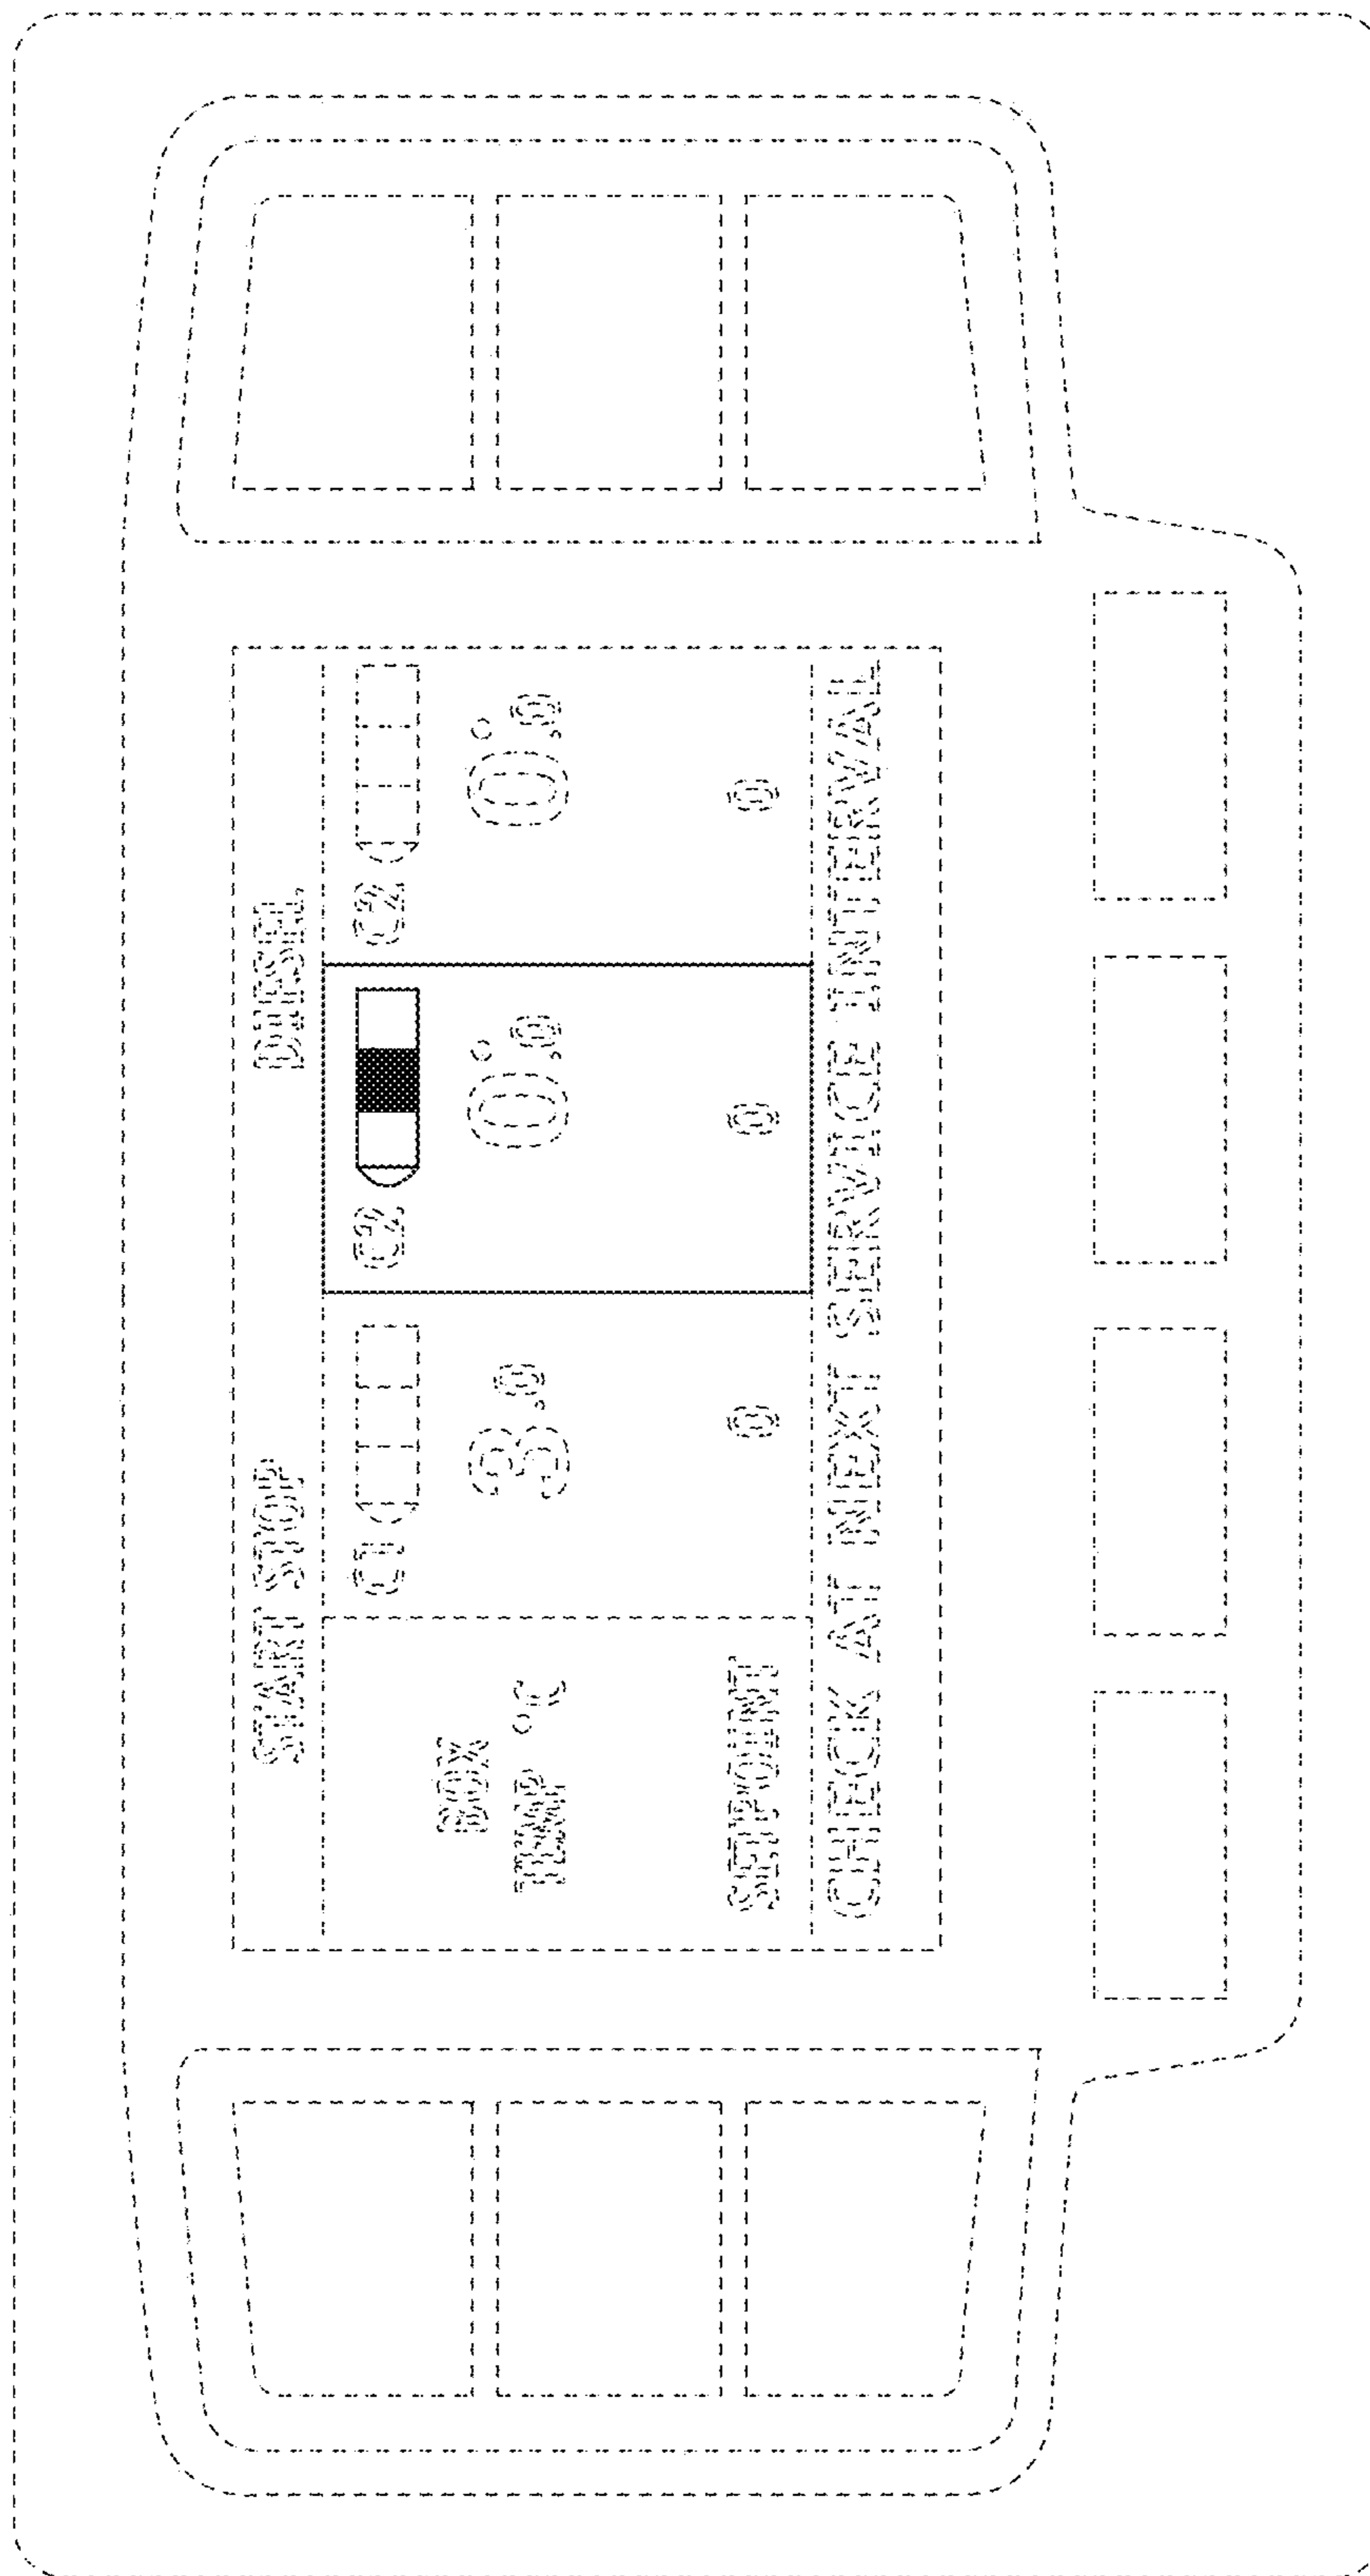 START STOP DIESEL
C1 C2 C2
BOX
TEMP °C 3.0 0°.0 0°.0
SETPOINT 0 0 0
CHECK AT NEXT SERVICE INTERVAL